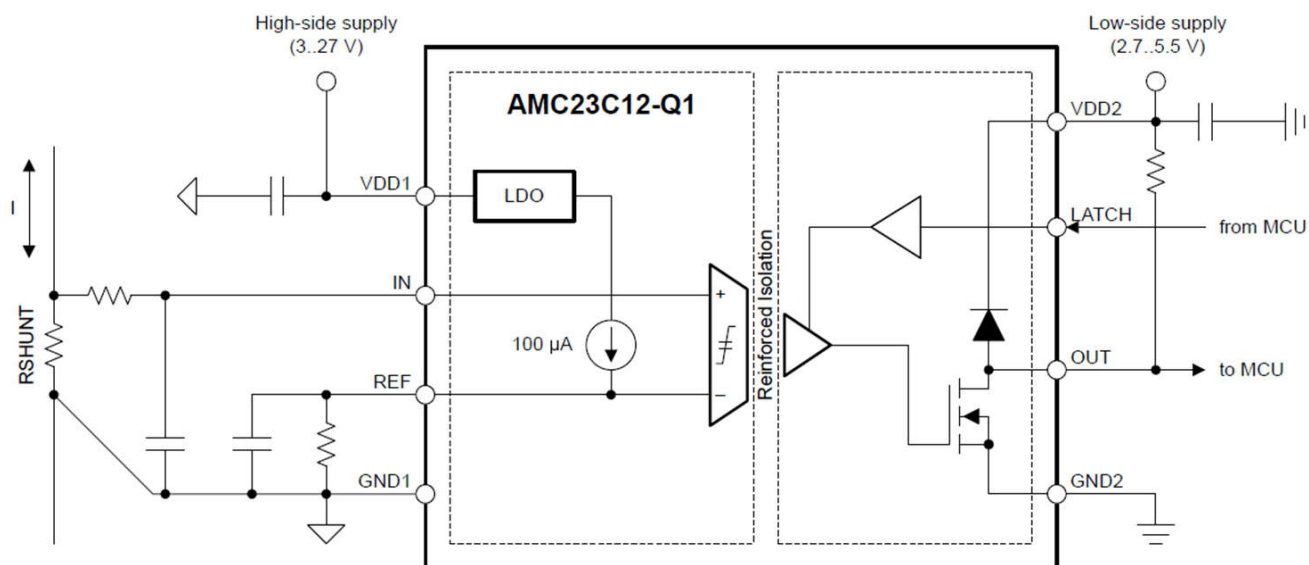 High-side supply
(3..27 V)
Low-side supply
(2.7..5.5 V)
AMC23C12-Q1
VDD2
VDD1
LDO
I
LATCH
from MCU
IN
+
Reinforced Isolation
100 µA
RSHUNT
OUT
to MCU
REF
−
GND1
GND2